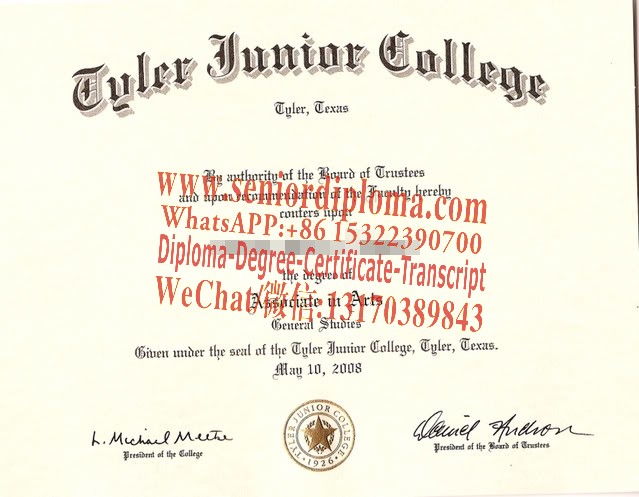 Tyler Junior College
Tyler, Texas
By authority of the Board of Trustees
www.seniordiploma.com
and upon recommendation of the Faculty hereby
confers upon
WhatsAPP:+86 15322390700
Diploma-Degree-Certificate-Transcript
the degree of
WeChat/微信:13170389843
Associate in Arts
General Studies
Given under the seal of the Tyler Junior College, Tyler, Texas.
May 10, 2008
TYLER JUNIOR COLLEGE
1926
President of the College
President of the Board of Trustees